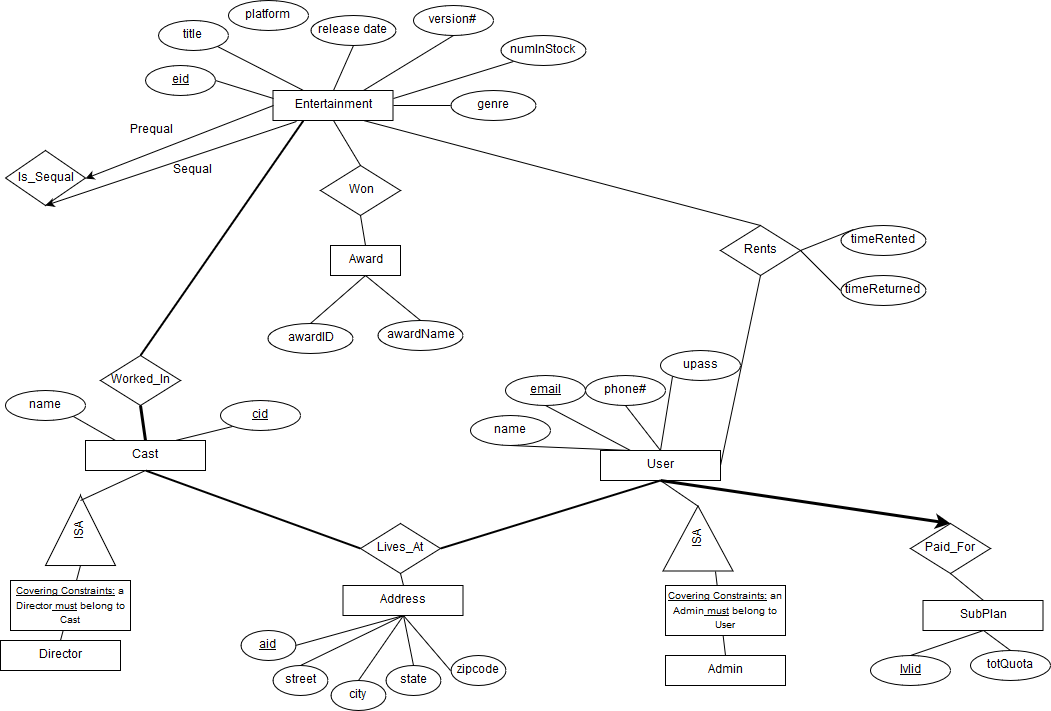 platform
version#
title
release date
numInStock
eid
Entertainment
genre
Prequal
Sequal
Is_Sequal
Won
timeRented
Rents
Award
timeReturned
awardID
awardName
upass
Worked_In
email
phone#
name
cid
name
Cast
User
ISA
ISA
Lives_At
Paid_For
Covering Constraints: a
Director must belong to
Cast
Address
Covering Constraints: an
Admin must belong to
User
SubPlan
aid
Director
street
city
state
zipcode
Admin
lvlid
totQuota